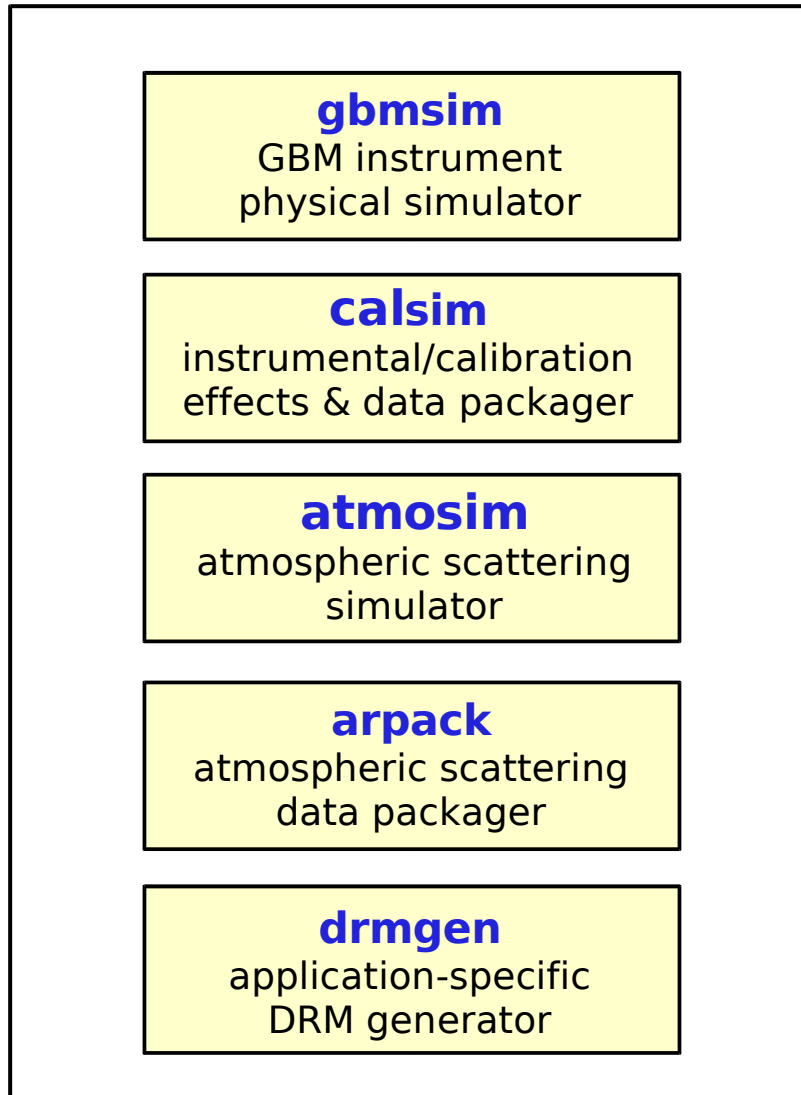 gbmsim
GBM instrument
physical simulator
calsim
instrumental/calibration
effects & data packager
atmosim
atmospheric scattering
simulator
arpack
atmospheric scattering
data packager
drmgen
application-specific
DRM generator